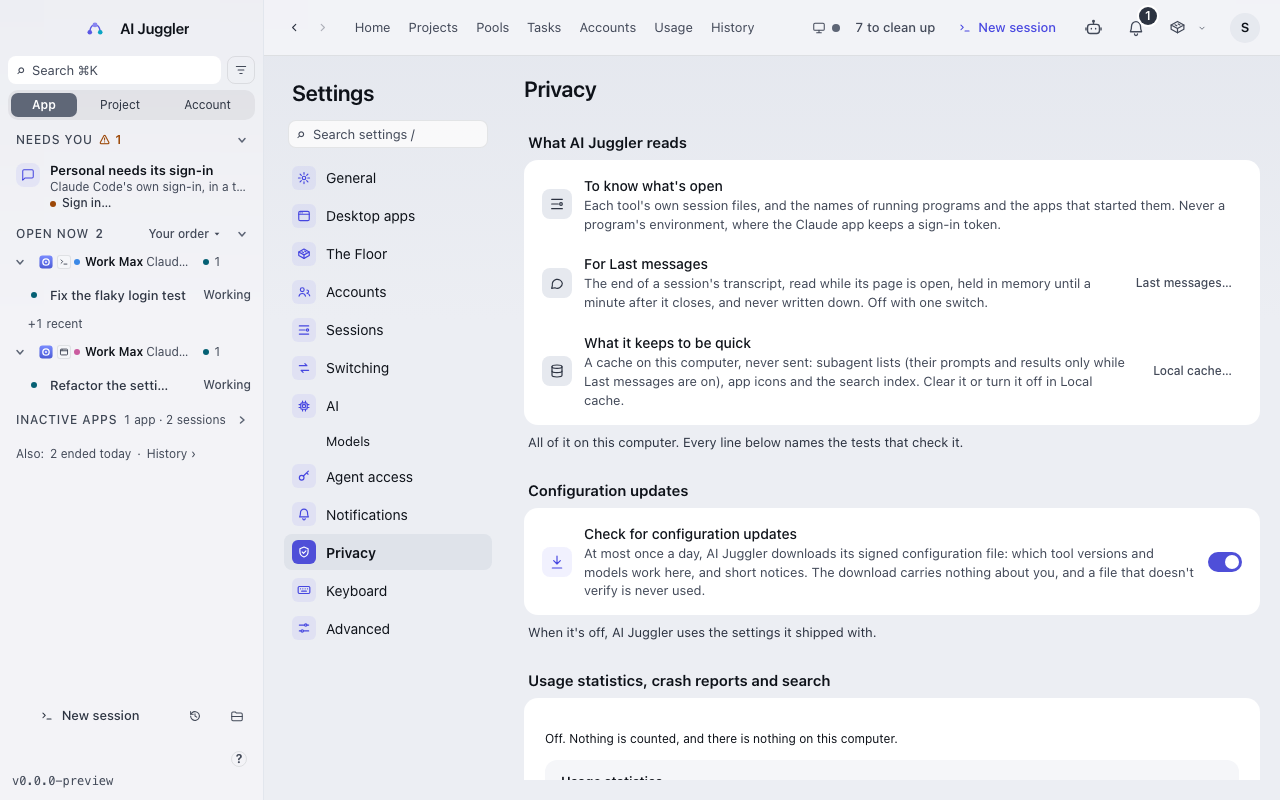 AI Juggler
Search ⌘K
App Project Account
NEEDS YOU 1
Personal needs its sign-in
Claude Code's own sign-in, in a t...
Sign in...
OPEN NOW 2 Your order
Work Max Claud... 1
Fix the flaky login test Working
+1 recent
Work Max Claud... 1
Refactor the setti... Working
INACTIVE APPS 1 app · 2 sessions
Also: 2 ended today · History ›
New session
?
v0.0.0-preview
Home Projects Pools Tasks Accounts Usage History
7 to clean up
New session
1
S
Settings
Search settings /
General
Desktop apps
The Floor
Accounts
Sessions
Switching
AI
Models
Agent access
Notifications
Privacy
Keyboard
Advanced
Privacy
What AI Juggler reads
To know what's open
Each tool's own session files, and the names of running programs and the apps that started them. Never a
program's environment, where the Claude app keeps a sign-in token.
For Last messages
The end of a session's transcript, read while its page is open, held in memory until a
minute after it closes, and never written down. Off with one switch.
Last messages...
What it keeps to be quick
A cache on this computer, never sent: subagent lists (their prompts and results only while
Last messages are on), app icons and the search index. Clear it or turn it off in Local
cache.
Local cache...
All of it on this computer. Every line below names the tests that check it.
Configuration updates
Check for configuration updates
At most once a day, AI Juggler downloads its signed configuration file: which tool versions and
models work here, and short notices. The download carries nothing about you, and a file that doesn't
verify is never used.
When it's off, AI Juggler uses the settings it shipped with.
Usage statistics, crash reports and search
Off. Nothing is counted, and there is nothing on this computer.
Usage statistics